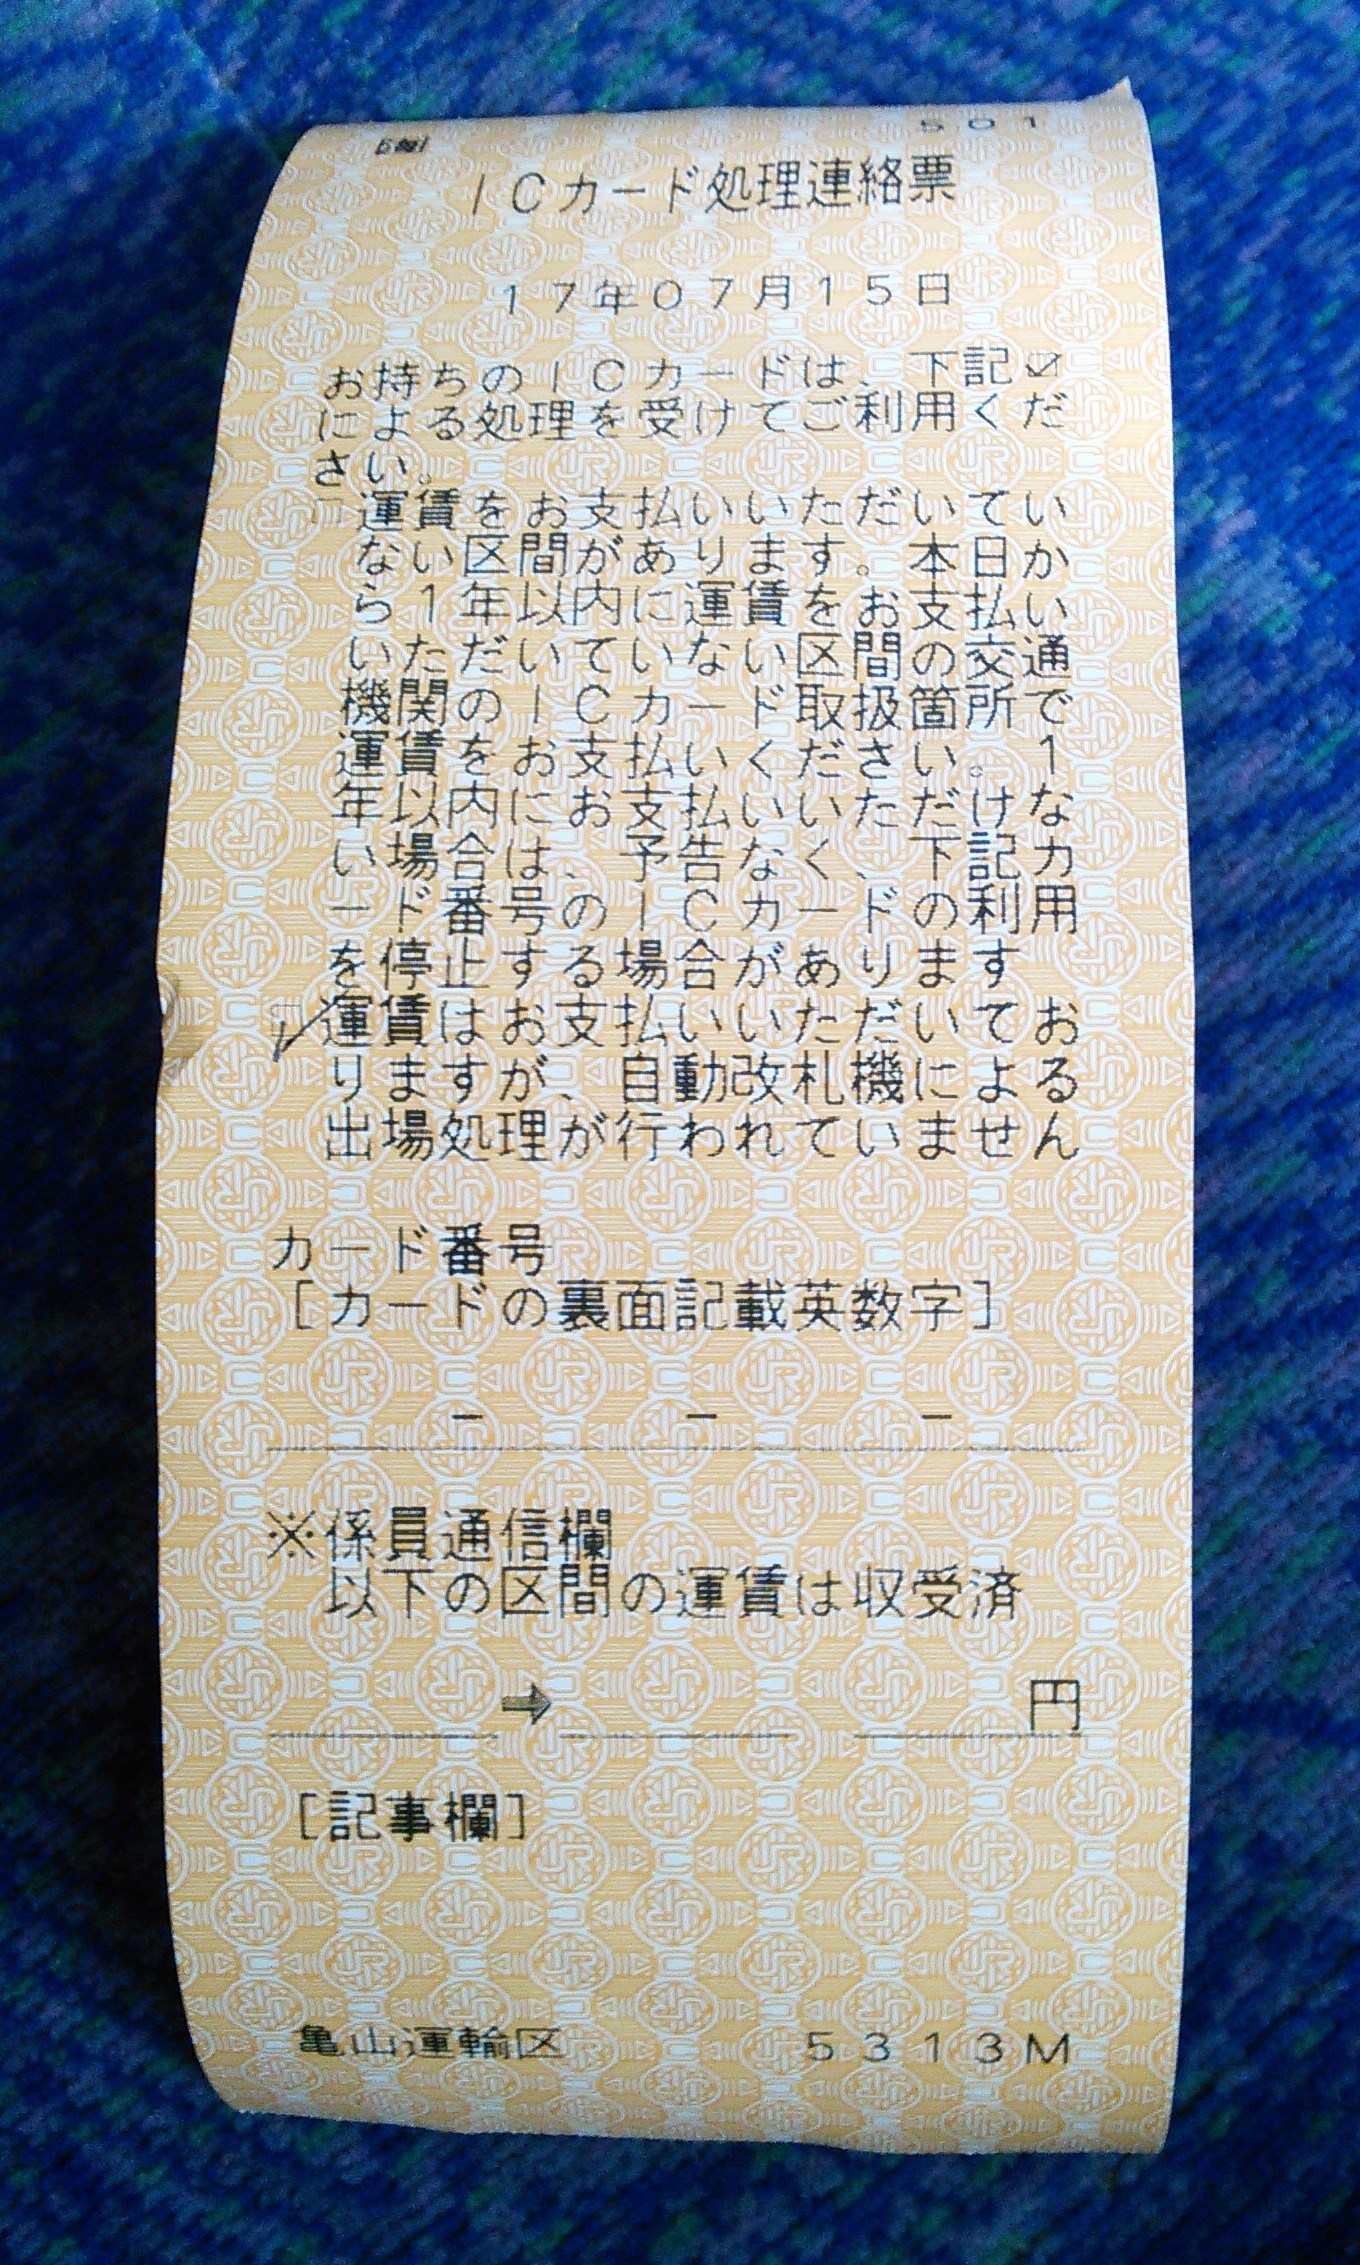 501
ICカード処理連絡票
17年07月15日
お持ちのICカードは、下記☑
による処理を受けてご利用くだ
さい。
□運賃をお支払いいただいてい
ない区間があります。本日か
ら1年以内に運賃をお支払い
いただいていない区間の交通
機関のICカード取扱箇所で
運賃をお支払いください。1
年以内にお支払いいただけな
い場合は、予告なく、下記カ
ード番号のICカードの利用
を停止する場合があります
☑運賃はお支払いいただいてお
りますが、自動改札機による
出場処理が行われていません
カード番号
[カードの裏面記載英数字]
－ － －
※係員通信欄
以下の区間の運賃は収受済
⇒ 円
[記事欄]
亀山運輸区 5313M